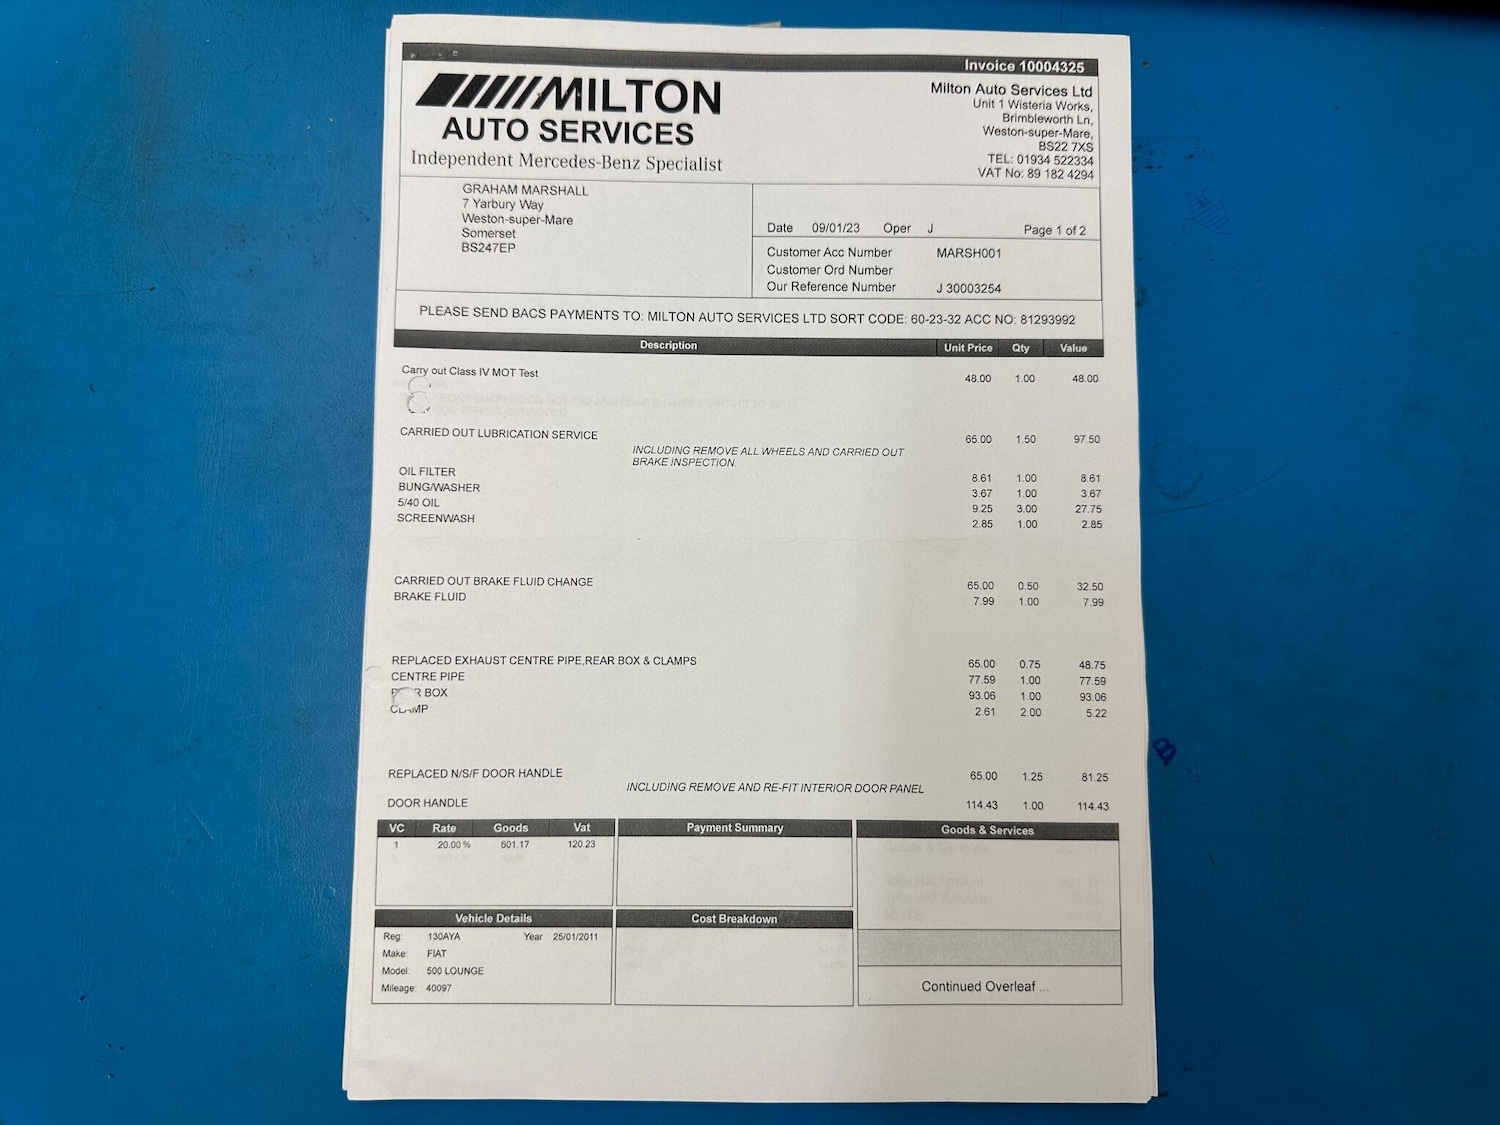 Invoice 10004325
MILTON
AUTO SERVICES
Independent Mercedes-Benz Specialist
Milton Auto Services Ltd
Unit 1 Wisteria Works,
Brimbleworth Ln,
Weston-super-Mare,
BS22 7XS
TEL: 01934 522334
VAT No: 89 182 4294
GRAHAM MARSHALL
7 Yarbury Way
Weston-super-Mare
Somerset
BS247EP
Date 09/01/23 Oper J Page 1 of 2
Customer Acc Number MARSH001
Customer Ord Number
Our Reference Number J 30003254
PLEASE SEND BACS PAYMENTS TO: MILTON AUTO SERVICES LTD SORT CODE: 60-23-32 ACC NO: 81293992
Description Unit Price Qty Value
Carry out Class IV MOT Test 48.00 1.00 48.00
CARRIED OUT LUBRICATION SERVICE 65.00 1.50 97.50
INCLUDING REMOVE ALL WHEELS AND CARRIED OUT
BRAKE INSPECTION.
OIL FILTER 8.61 1.00 8.61
BUNG/WASHER 3.67 1.00 3.67
5/40 OIL 9.25 3.00 27.75
SCREENWASH 2.85 1.00 2.85
CARRIED OUT BRAKE FLUID CHANGE 65.00 0.50 32.50
BRAKE FLUID 7.99 1.00 7.99
REPLACED EXHAUST CENTRE PIPE,REAR BOX & CLAMPS 65.00 0.75 48.75
CENTRE PIPE 77.59 1.00 77.59
BOX 93.06 1.00 93.06
CLAMP 2.61 2.00 5.22
REPLACED N/S/F DOOR HANDLE 65.00 1.25 81.25
INCLUDING REMOVE AND RE-FIT INTERIOR DOOR PANEL
DOOR HANDLE 114.43 1.00 114.43
VC Rate Goods Vat
1 20.00 % 601.17 120.23
Payment Summary
Goods & Services
Vehicle Details
Reg: 130AYA Year 25/01/2011
Make: FIAT
Model: 500 LOUNGE
Mileage: 40097
Cost Breakdown
Continued Overleaf ...
B